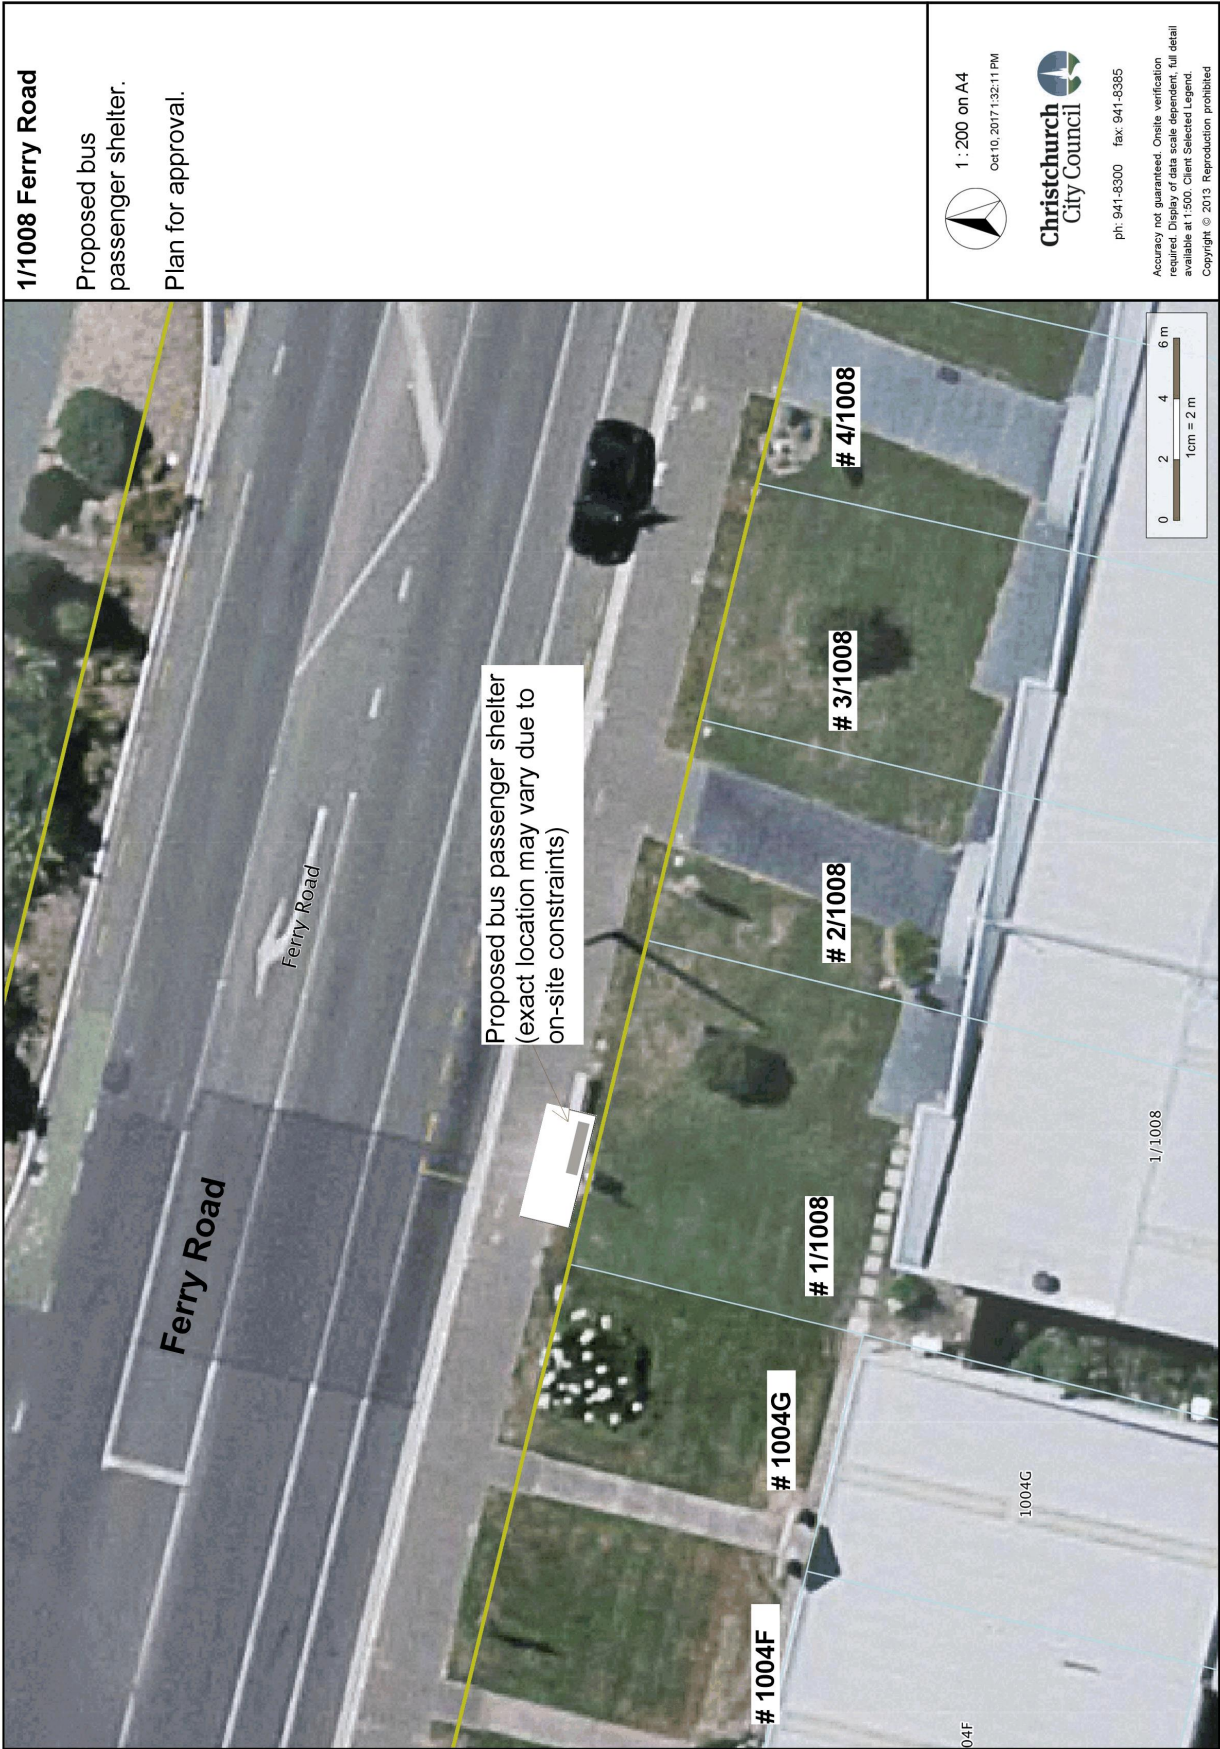 1/1008 Ferry Road
Proposed bus
passenger shelter.
Plan for approval.
Ferry Road
Ferry Road
Proposed bus passenger shelter
(exact location may vary due to
on-site constraints)
# 1004F
# 1004G
# 1/1008
# 2/1008
# 3/1008
# 4/1008
04F
1004G
1/1008
0 2 4 6 m
1cm = 2 m
1 : 200 on A4
Oct 10, 2017 1:32:11 PM
Christchurch
City Council
ph: 941-8300 fax: 941-8385
Accuracy not guaranteed. Onsite verification
required. Display of data scale dependent, full detail
available at 1:500. Client Selected Legend.
Copyright © 2013 Reproduction prohibited